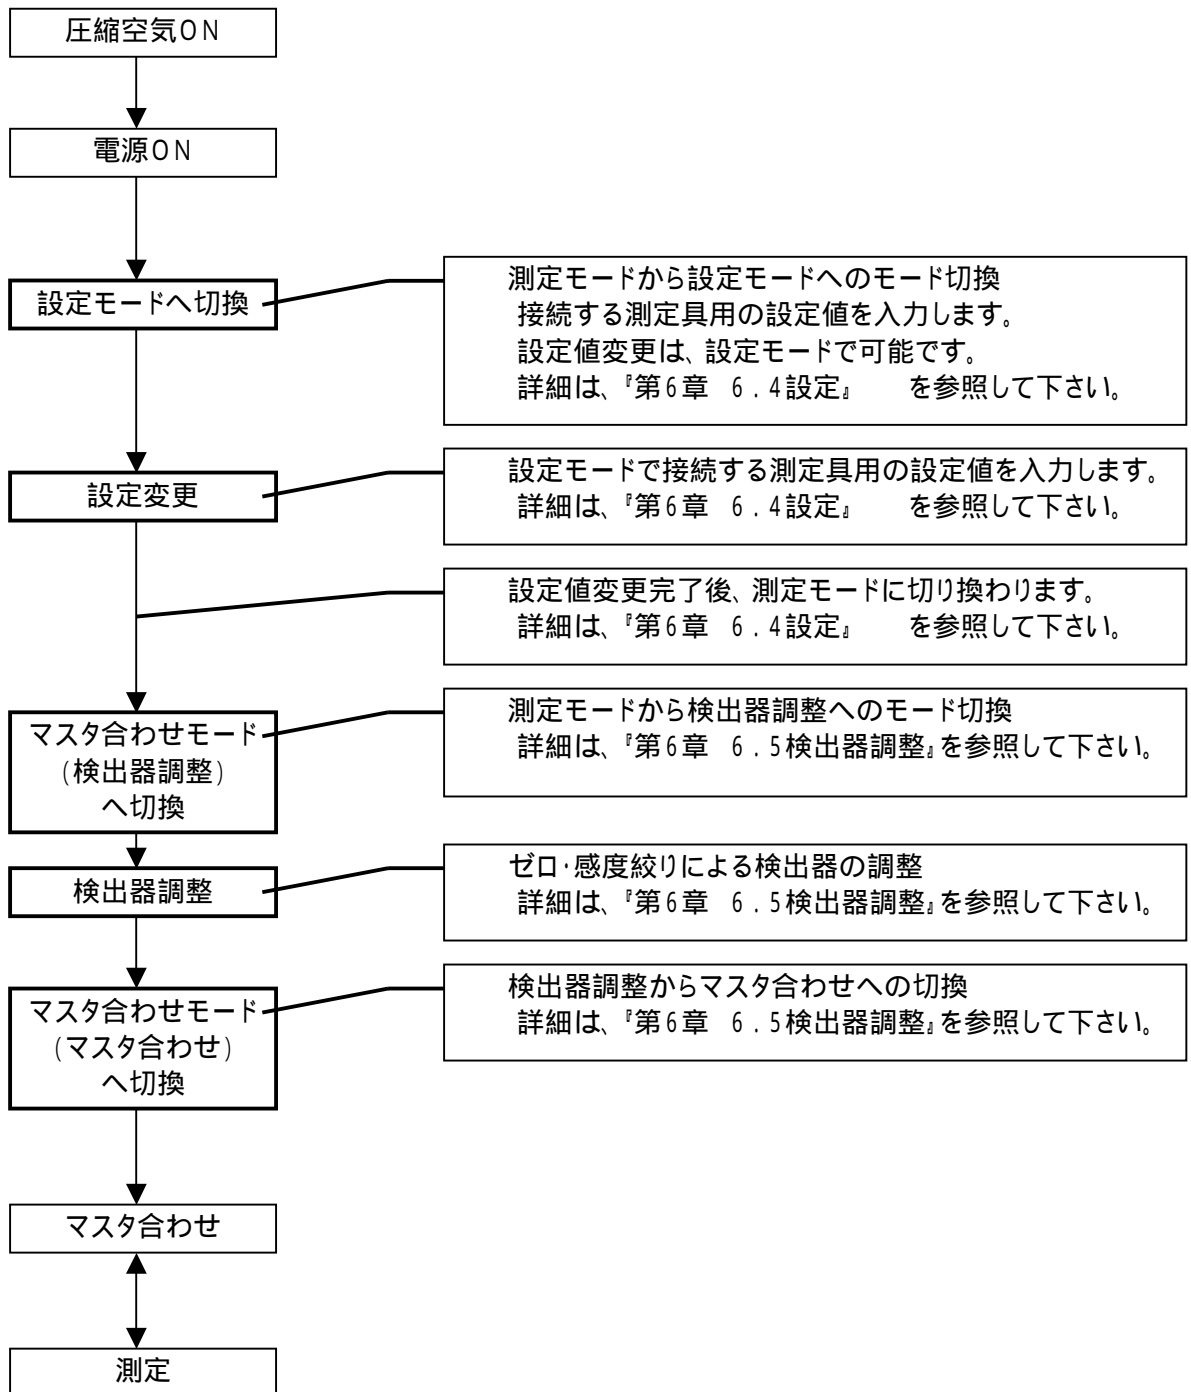 圧縮空気ON
電源ON
設定モードへ切換
測定モードから設定モードへのモード切換
接続する測定具用の設定値を入力します。
設定値変更は、設定モードで可能です。
詳細は、『第6章 6.4設定』 を参照して下さい。
設定変更
設定モードで接続する測定具用の設定値を入力します。
詳細は、『第6章 6.4設定』 を参照して下さい。
設定値変更完了後、測定モードに切り換わります。
詳細は、『第6章 6.4設定』 を参照して下さい。
マスタ合わせモード
(検出器調整)
へ切換
測定モードから検出器調整へのモード切換
詳細は、『第6章 6.5検出器調整』を参照して下さい。
検出器調整
ゼロ・感度絞りによる検出器の調整
詳細は、『第6章 6.5検出器調整』を参照して下さい。
マスタ合わせモード
(マスタ合わせ)
へ切換
検出器調整からマスタ合わせへの切換
詳細は、『第6章 6.5検出器調整』を参照して下さい。
マスタ合わせ
測定